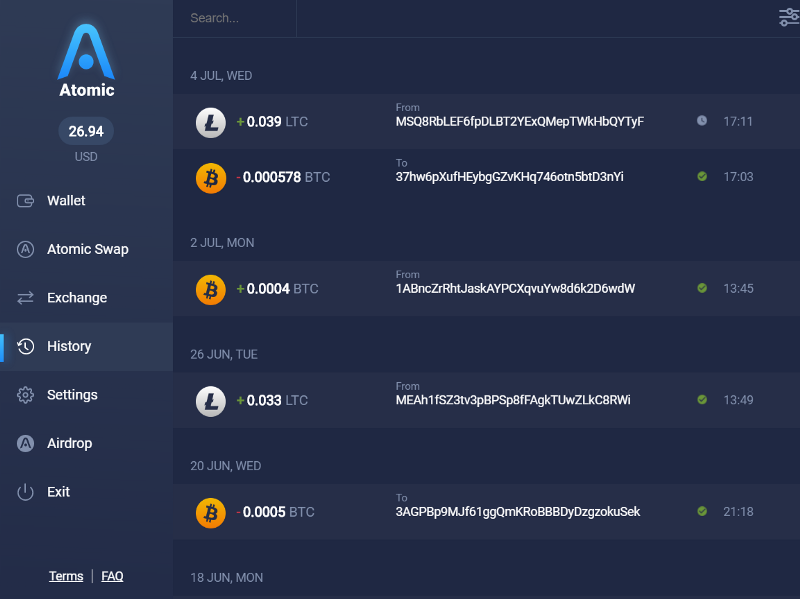 Atomic
26.94
USD
Wallet
Atomic Swap
Exchange
History
Settings
Airdrop
Exit
Terms | FAQ
Search...
4 JUL, WED
+0.039 LTC
From
MSQ8RbLEF6fpDLBT2YExQMepTWkHbQYTyF
17:11
-0.000578 BTC
To
37hw6pXufHEybgGZvKHq746otn5btD3nYi
17:03
2 JUL, MON
+0.0004 BTC
From
1ABncZrRhtJaskAYPCXqvuYw8d6k2D6wdW
13:45
26 JUN, TUE
+0.033 LTC
From
MEAh1fSZ3tv3pBPSp8fFAgkTUwZLkC8RWi
13:49
20 JUN, WED
-0.0005 BTC
To
3AGPBp9MJf61ggQmKRoBBBDyDzgzokuSek
21:18
18 JUN, MON